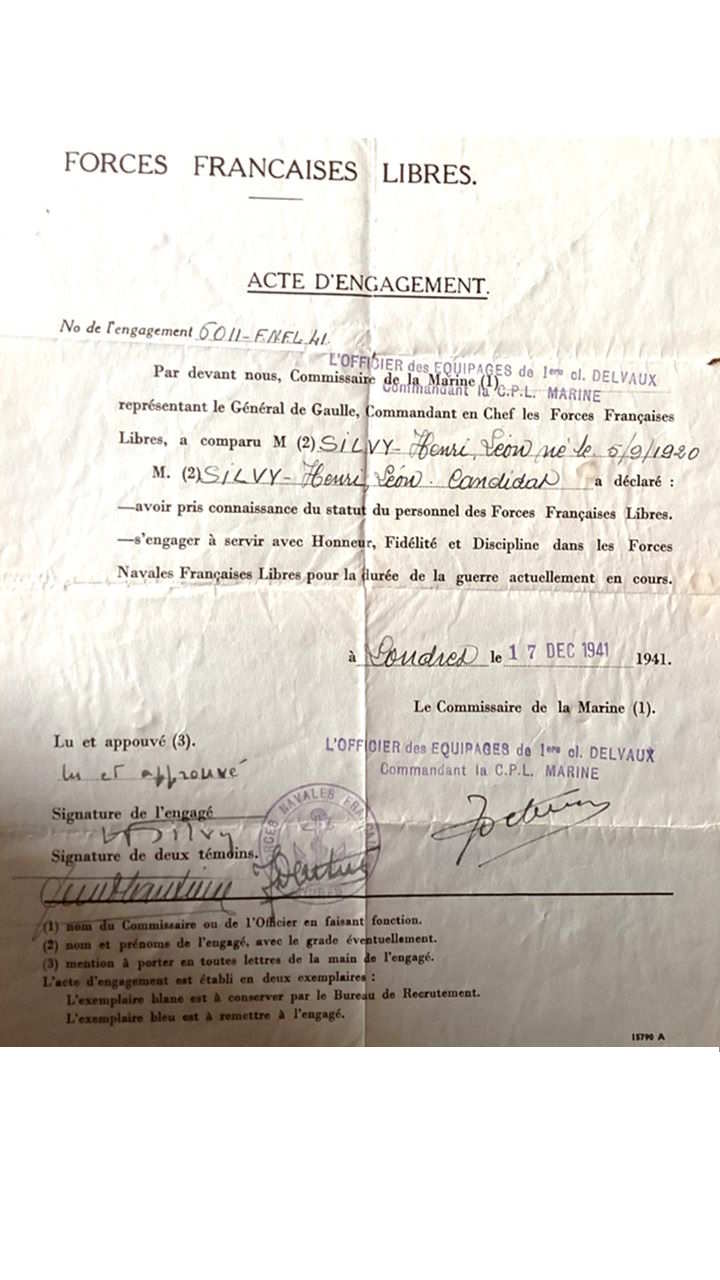 FORCES FRANCAISES LIBRES.
ACTE D'ENGAGEMENT.
No de l'engagement 6011-FNFL 41.
L'OFFICIER des EQUIPAGES de 1ère cl. DELVAUX
Par devant nous, Commissaire de la Marine (1)
Commandant la C.P.L. MARINE
représentant le Général de Gaulle, Commandant en Chef les Forces Françaises
Libres, a comparu M (2) SILVY - Henri, Léon né le 5/9/1920
M. (2) SILVY - Henri, Léon. Candidat a déclaré :
—avoir pris connaissance du statut du personnel des Forces Françaises Libres.
—s'engager à servir avec Honneur, Fidélité et Discipline dans les Forces
Navales Françaises Libres pour la durée de la guerre actuellement en cours.
à Londres le 17 DEC 1941 1941.
Le Commissaire de la Marine (1).
Lu et appouvé (3).
L'OFFICIER des EQUIPAGES de 1ère cl. DELVAUX
lu et approuvé
Commandant la C.P.L. MARINE
Signature de l'engagé
H Silvy
Signature de deux témoins.
FORCES NAVALES FRANÇAISES LIBRES
(1) nom du Commissaire ou de l'Officier en faisant fonction.
(2) nom et prénoms de l'engagé, avec le grade éventuellement.
(3) mention à porter en toutes lettres de la main de l'engagé.
L'acte d'engagement est établi en deux exemplaires :
L'exemplaire blanc est à conserver par le Bureau de Recrutement.
L'exemplaire bleu est à remettre à l'engagé.
15790 A